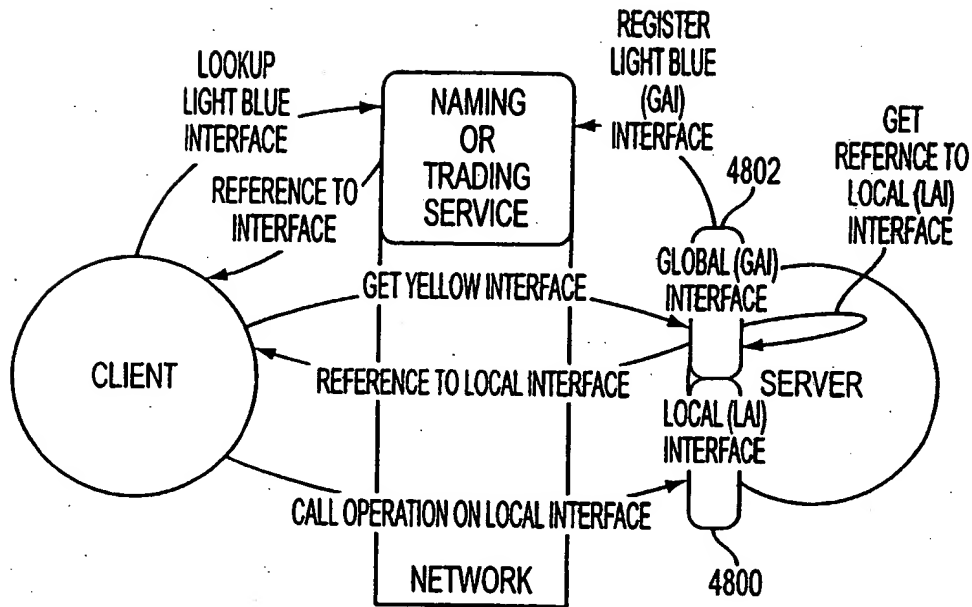 LOOKUP
LIGHT BLUE
INTERFACE
NAMING
OR
TRADING
SERVICE
REGISTER
LIGHT BLUE
(GAI)
INTERFACE
GET
REFERNCE TO
LOCAL (LAI)
INTERFACE
4802
REFERENCE TO
INTERFACE
GLOBAL (GAI)
INTERFACE
GET YELLOW INTERFACE
CLIENT
REFERENCE TO LOCAL INTERFACE
SERVER
LOCAL (LAI)
INTERFACE
CALL OPERATION ON LOCAL INTERFACE
NETWORK
4800